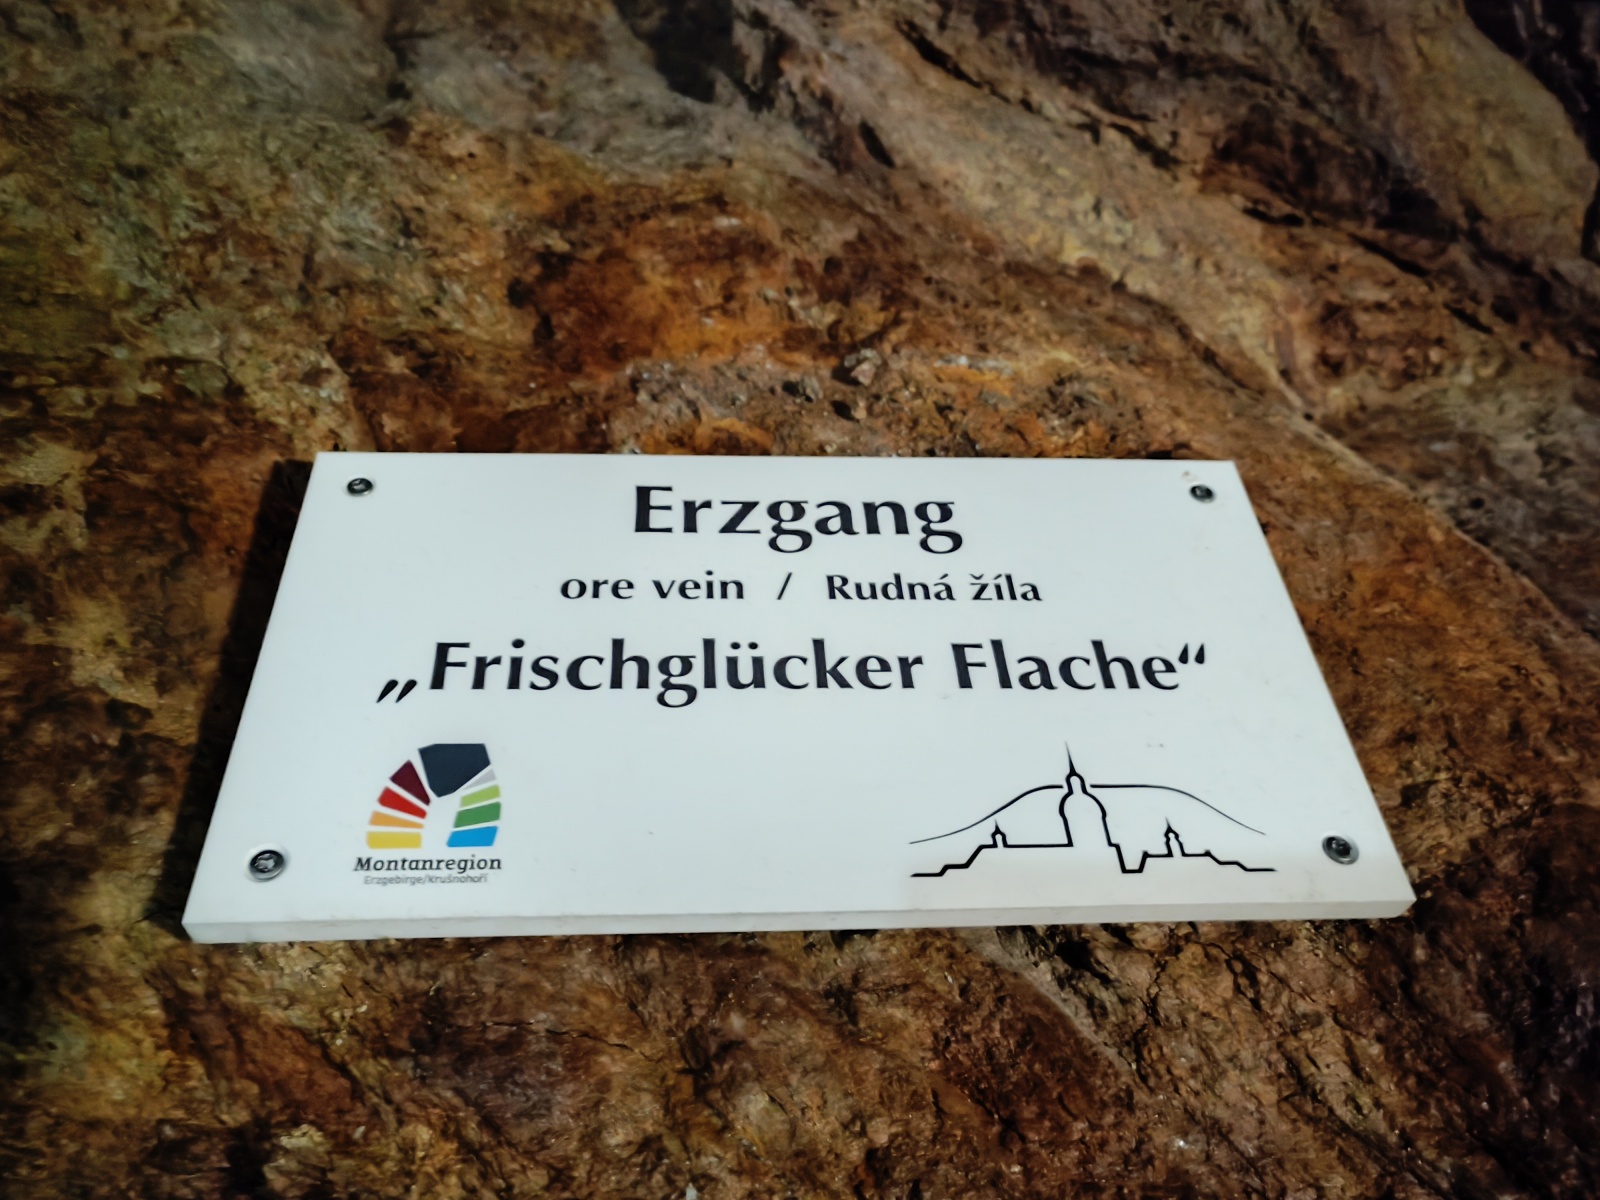 Erzgang
ore vein / Rudná žíla
„Frischglücker Flache“
Montanregion
Erzgebirge/Krušnohoří